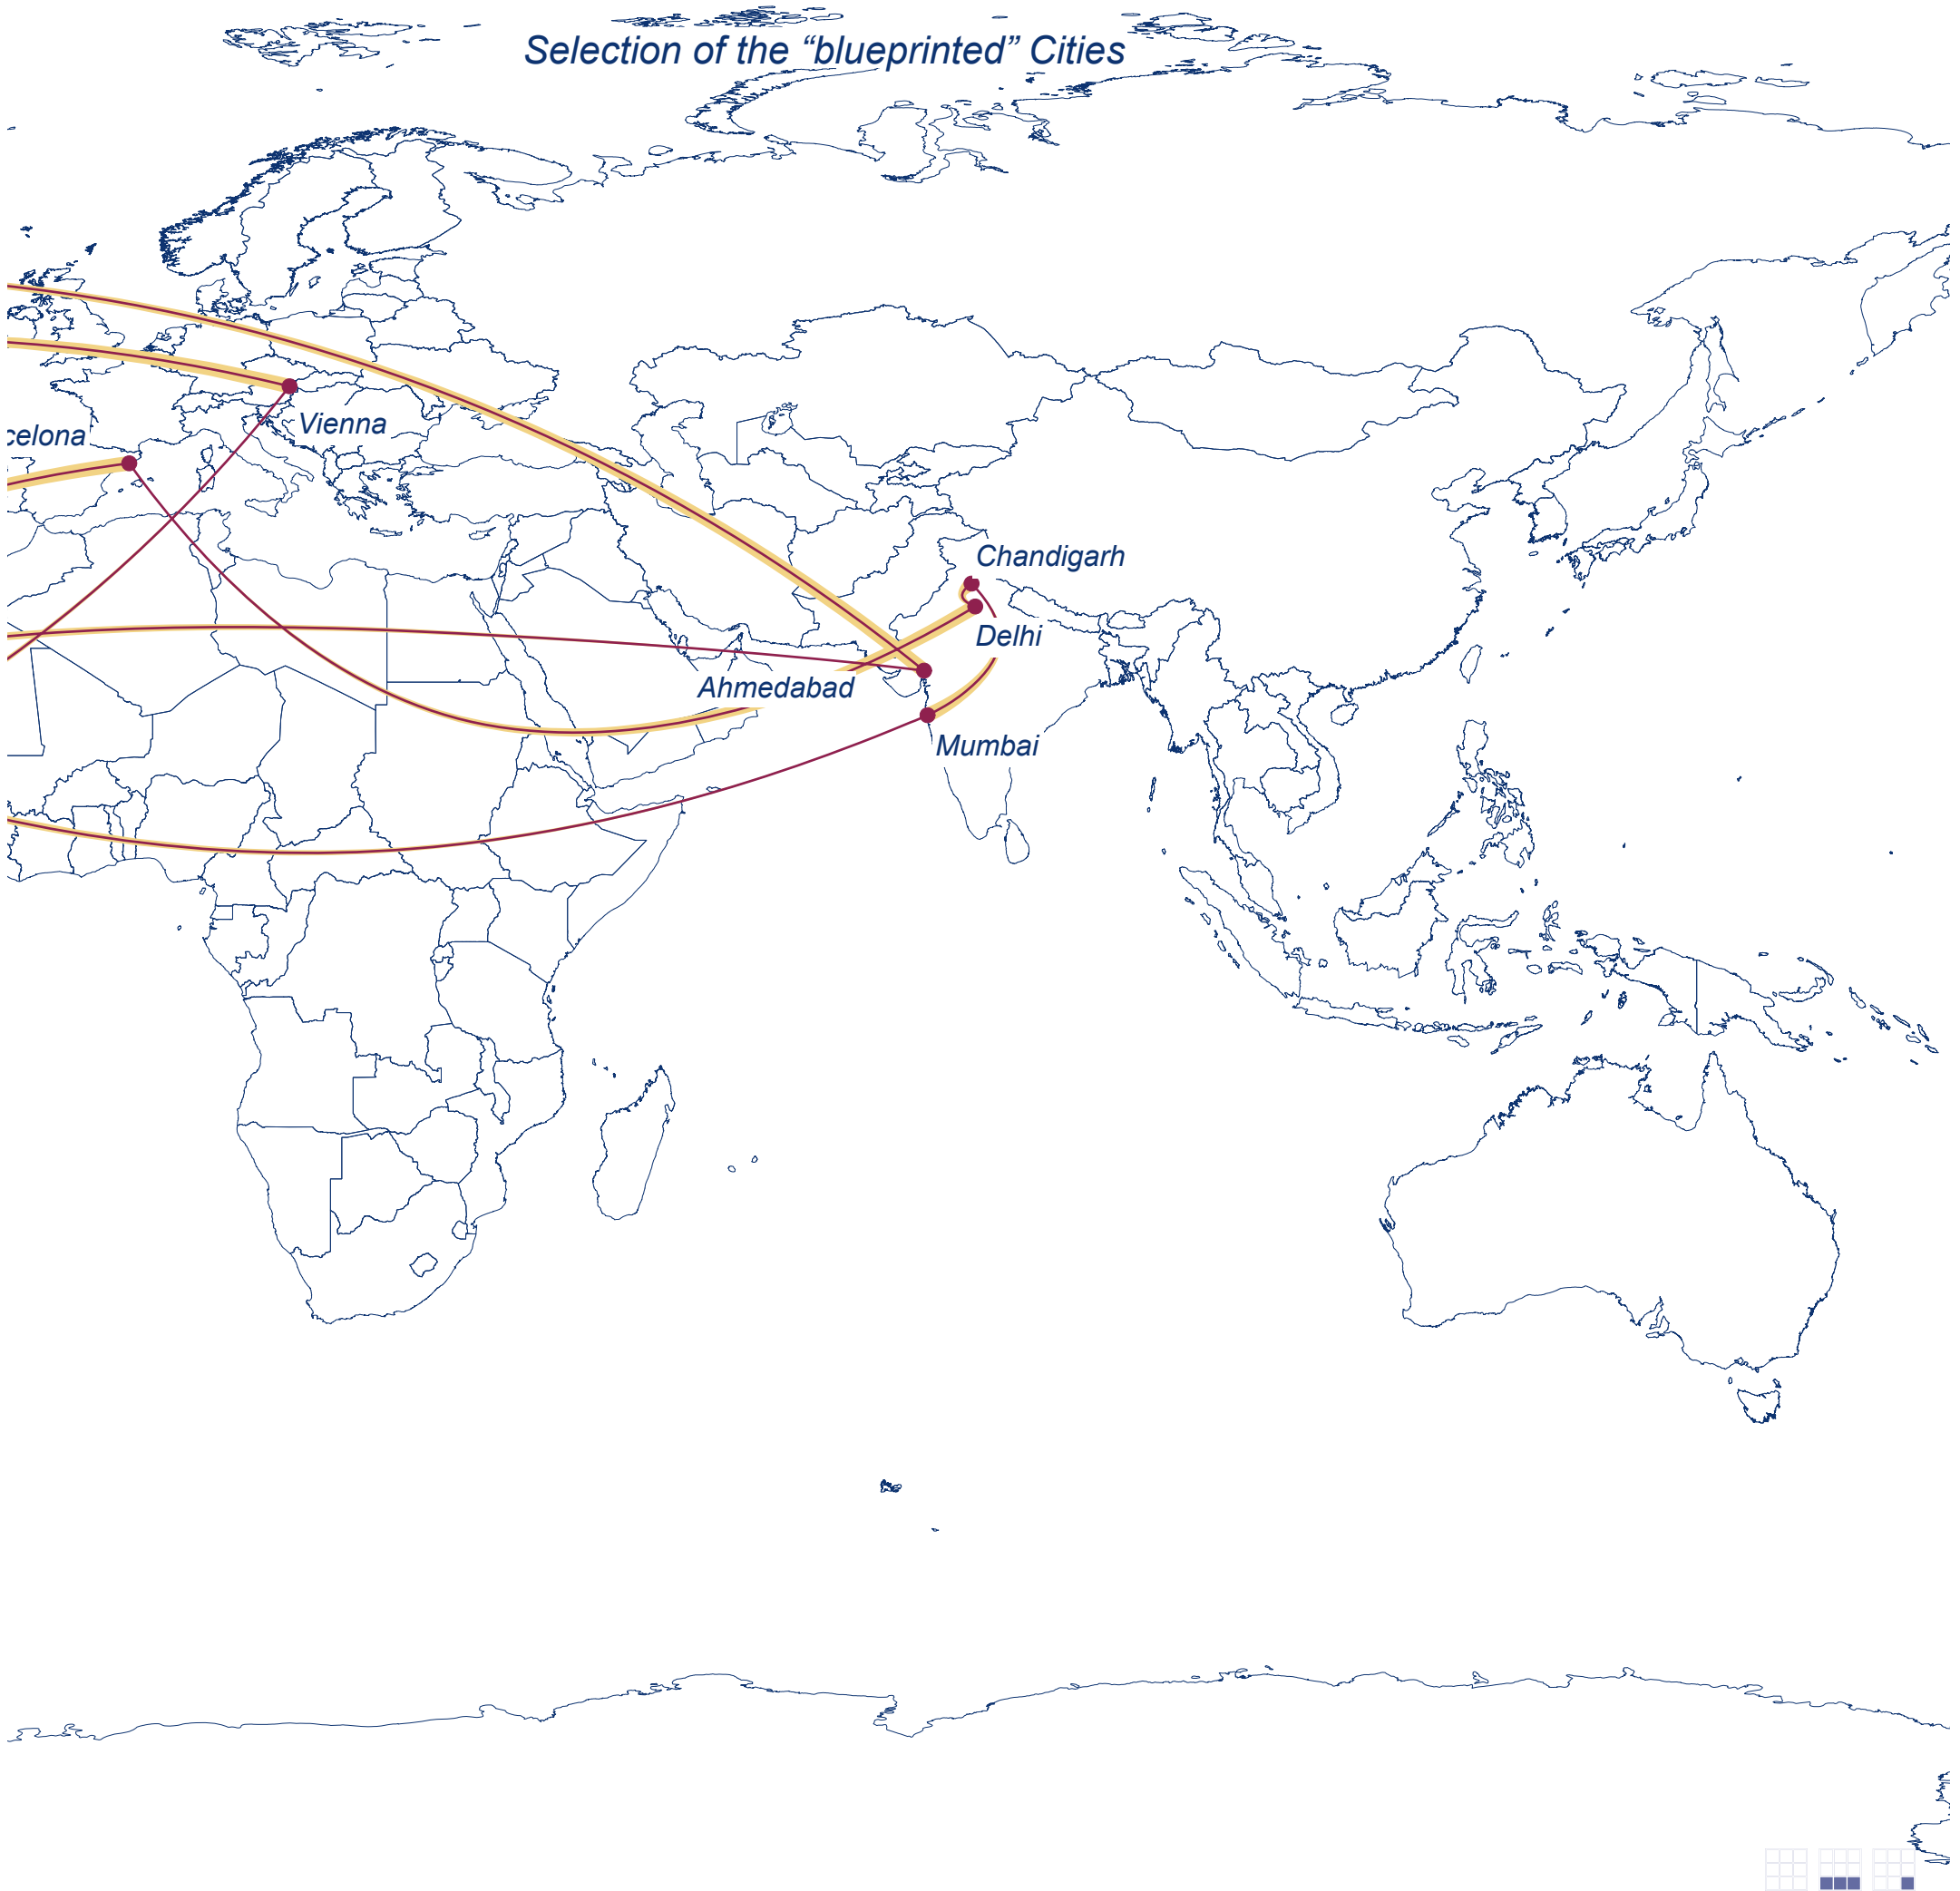 Selection of the “blueprinted” Cities
Vienna
celona
Chandigarh
Delhi
Ahmedabad
Mumbai